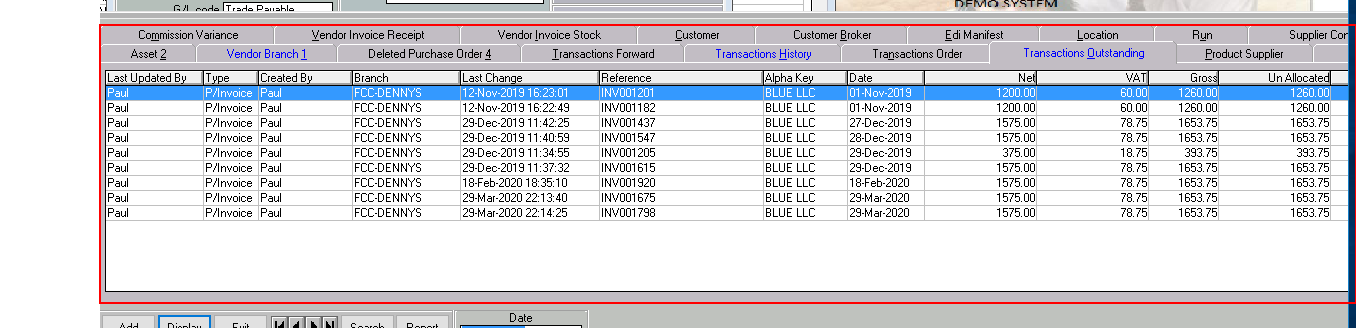 G/L code Trade Payable
DEMO SYSTEM
Commission Variance Vendor Invoice Receipt Vendor Invoice Stock Customer Customer Broker Edi Manifest Location Run Supplier Con
Asset 2 Vendor Branch 1 Deleted Purchase Order 4 Transactions Forward Transactions History Transactions Order Transactions Outstanding Product Supplier
Last Updated By Type Created By Branch Last Change Reference Alpha Key Date Net VAT Gross Un Allocated
Paul P/Invoice Paul FCC-DENNYS 12-Nov-2019 16:23:01 INV001201 BLUE LLC 01-Nov-2019 1200.00 60.00 1260.00 1260.00
Paul P/Invoice Paul FCC-DENNYS 12-Nov-2019 16:22:49 INV001182 BLUE LLC 01-Nov-2019 1200.00 60.00 1260.00 1260.00
Paul P/Invoice Paul FCC-DENNYS 29-Dec-2019 11:42:25 INV001437 BLUE LLC 27-Dec-2019 1575.00 78.75 1653.75 1653.75
Paul P/Invoice Paul FCC-DENNYS 29-Dec-2019 11:40:59 INV001547 BLUE LLC 28-Dec-2019 1575.00 78.75 1653.75 1653.75
Paul P/Invoice Paul FCC-DENNYS 29-Dec-2019 11:34:55 INV001205 BLUE LLC 29-Dec-2019 375.00 18.75 393.75 393.75
Paul P/Invoice Paul FCC-DENNYS 29-Dec-2019 11:37:32 INV001615 BLUE LLC 29-Dec-2019 1575.00 78.75 1653.75 1653.75
Paul P/Invoice Paul FCC-DENNYS 18-Feb-2020 18:35:10 INV001920 BLUE LLC 18-Feb-2020 1575.00 78.75 1653.75 1653.75
Paul P/Invoice Paul FCC-DENNYS 29-Mar-2020 22:13:40 INV001675 BLUE LLC 29-Mar-2020 1575.00 78.75 1653.75 1653.75
Paul P/Invoice Paul FCC-DENNYS 29-Mar-2020 22:14:25 INV001798 BLUE LLC 29-Mar-2020 1575.00 78.75 1653.75 1653.75
Date
Add Display Exit Search Report